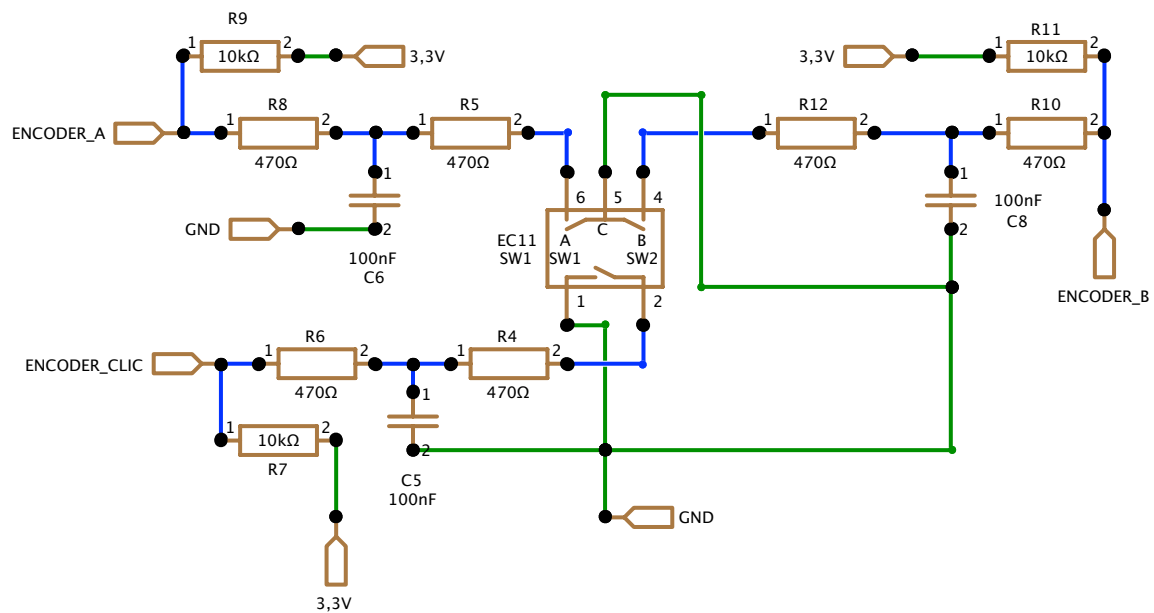 R9
1 2
10kΩ
3,3V
R11
3,3V
1 2
10kΩ
ENCODER_A
R8
1 2
470Ω
R5
1 2
470Ω
R12
1 2
470Ω
R10
1 2
470Ω
1
2
100nF
C6
GND
6 5 4
A C B
EC11
SW1
SW1 SW2
1 2
1
2
100nF
C8
ENCODER_B
ENCODER_CLIC
R6
1 2
470Ω
R4
1 2
470Ω
1 2
10kΩ
R7
1
2
C5
100nF
GND
3,3V